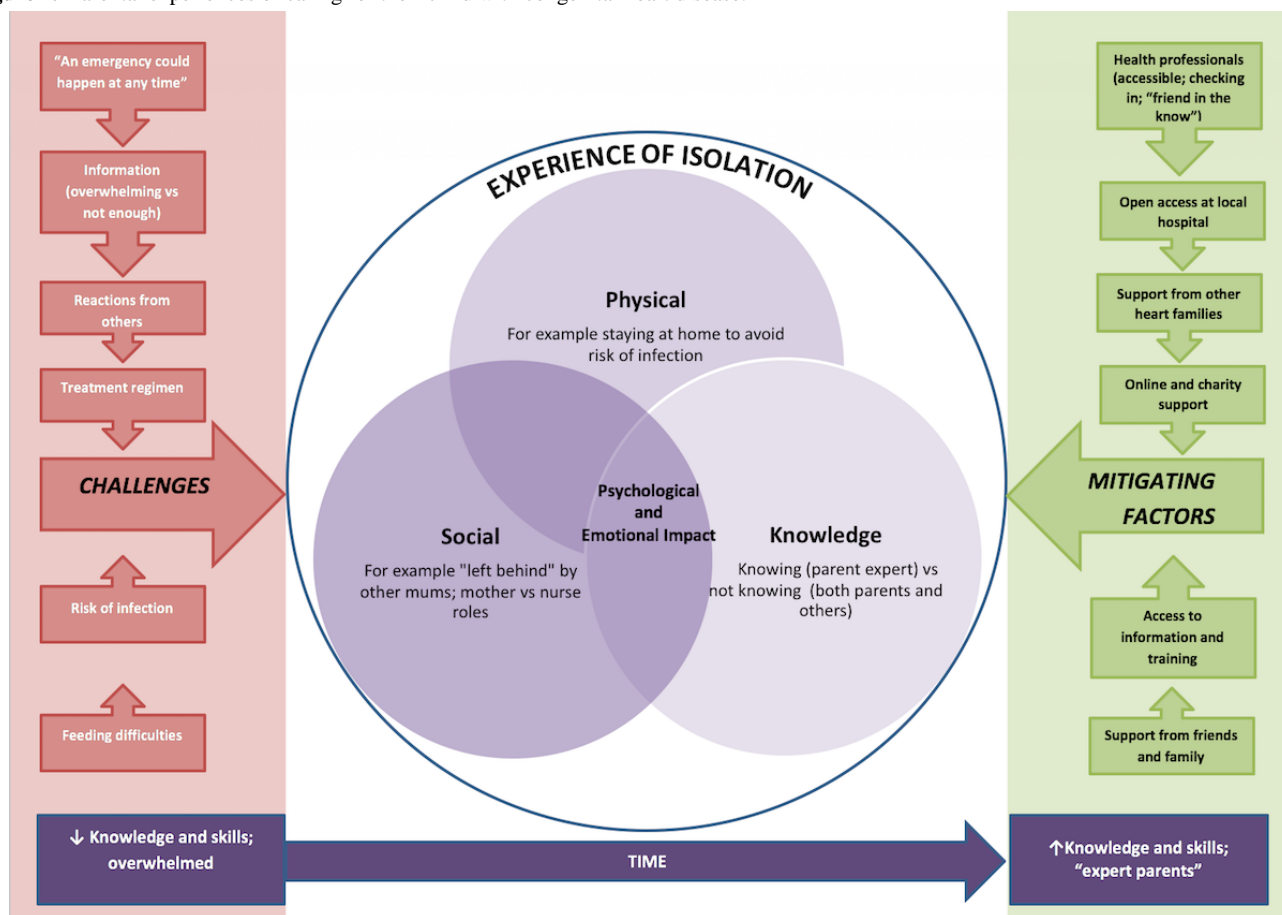 "An emergency could
happen at any time"
Information
(overwhelming vs
not enough)
Reactions from
others
Treatment regimen
CHALLENGES
Risk of infection
Feeding difficulties
↓ Knowledge and skills;
overwhelmed
EXPERIENCE OF ISOLATION
Physical
For example staying at home to avoid
risk of infection
Social
For example "left behind" by
other mums; mother vs nurse
roles
Psychological
and
Emotional Impact
Knowledge
Knowing (parent expert) vs
not knowing (both parents and
others)
TIME
Health professionals
(accessible; checking
in; "friend in the
know")
Open access at local
hospital
Support from other
heart families
Online and charity
support
MITIGATING
FACTORS
Access to
information and
training
Support from friends
and family
↑Knowledge and skills;
"expert parents"